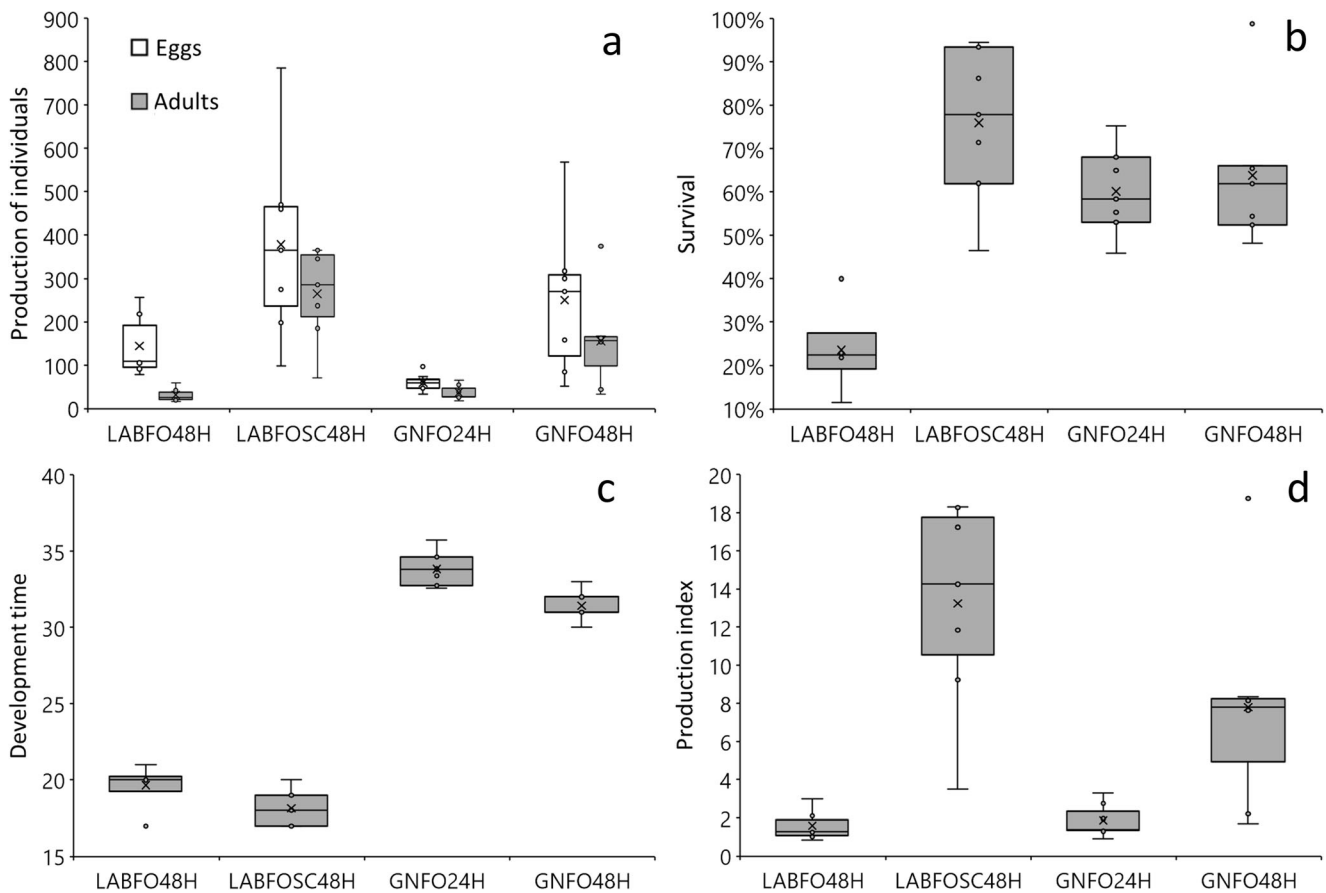 a
Eggs
Adults
Production of individuals
900
800
700
600
500
400
300
200
100
0
LABFO48H LABFOSC48H GNFO24H GNFO48H
b
Survival
100%
90%
80%
70%
60%
50%
40%
30%
20%
10%
LABFO48H LABFOSC48H GNFO24H GNFO48H
c
Development time
40
35
30
25
20
15
LABFO48H LABFOSC48H GNFO24H GNFO48H
d
Production index
20
18
16
14
12
10
8
6
4
2
0
LABFO48H LABFOSC48H GNFO24H GNFO48H